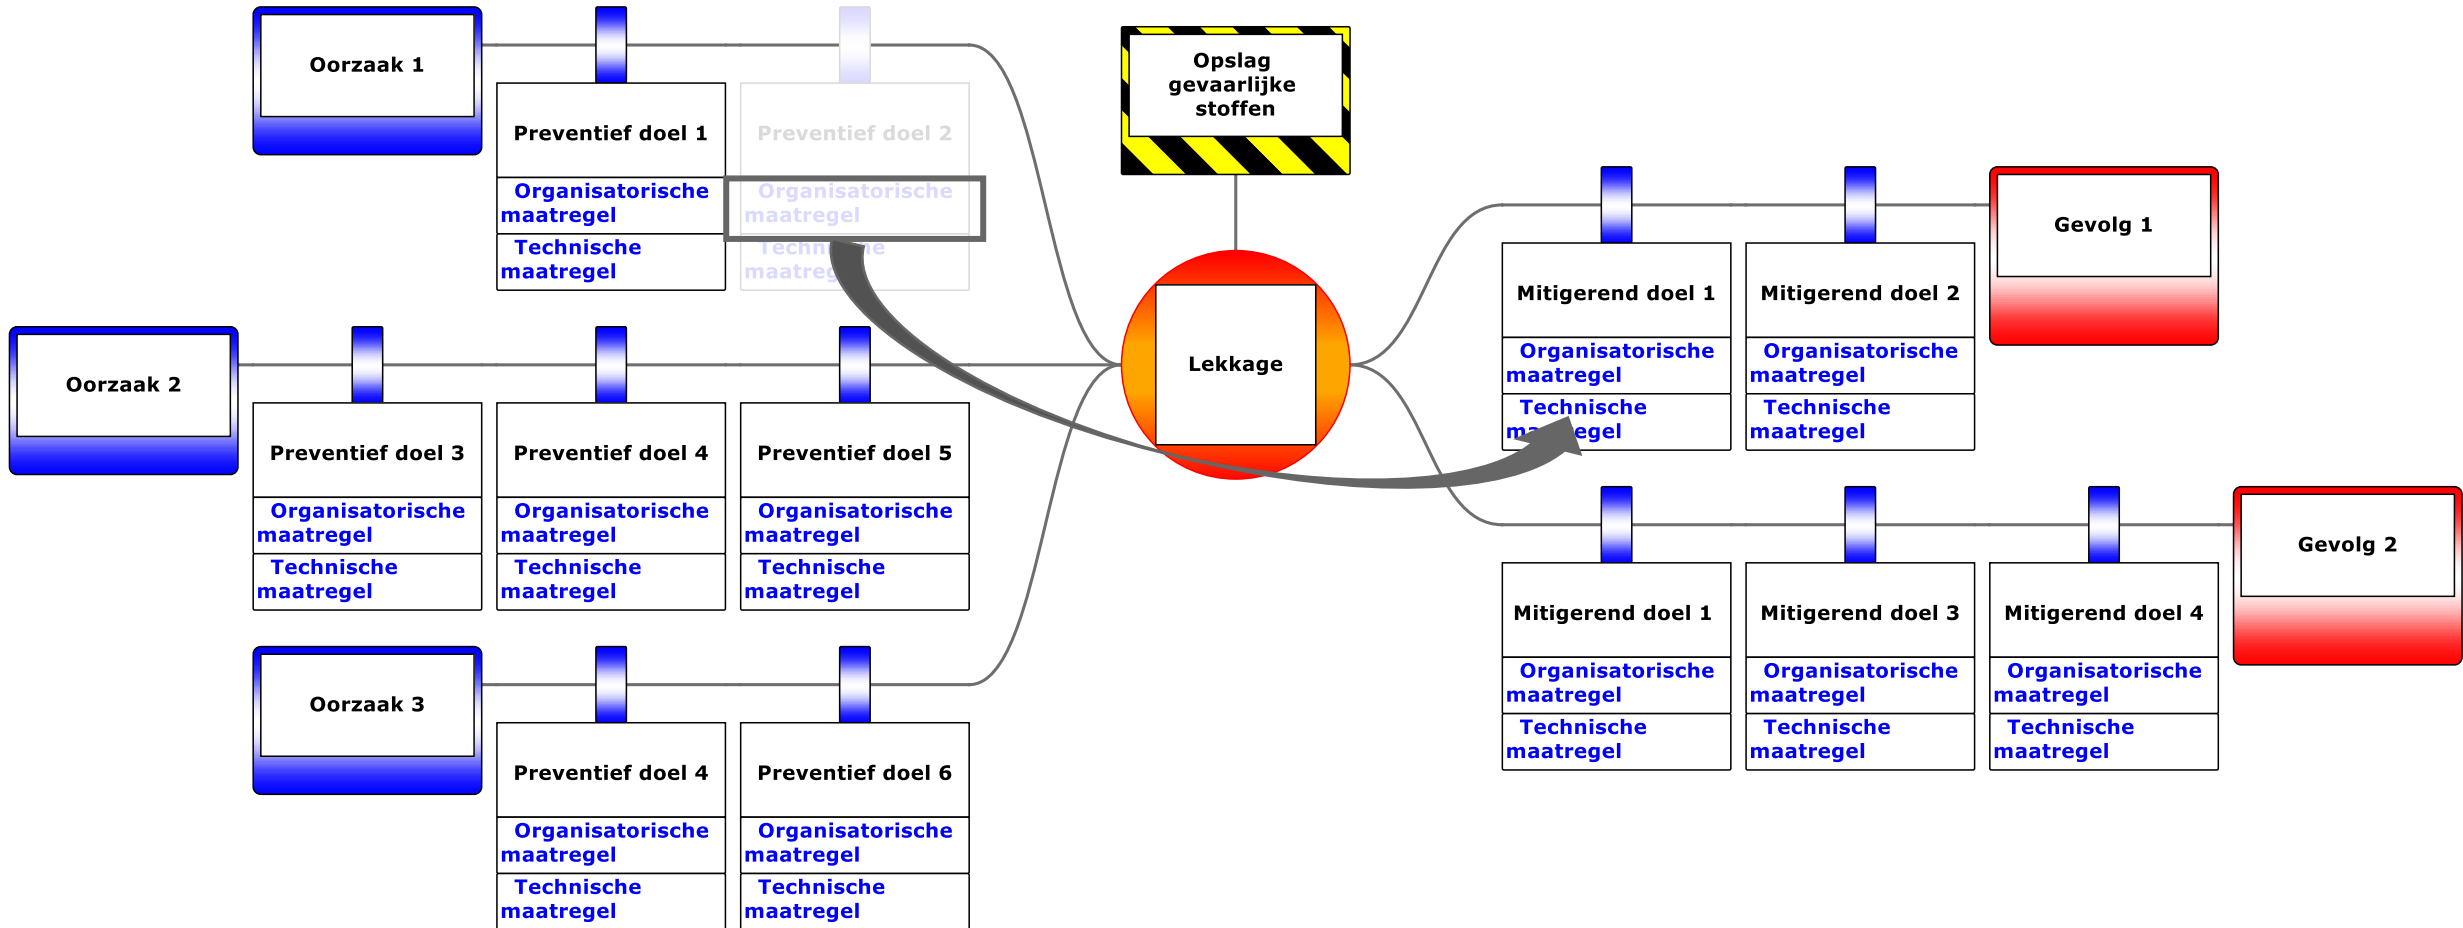 Oorzaak 1
Preventief doel 1
Organisatorische
maatregel
Technische
maatregel
Preventief doel 2
Organisatorische
maatregel
Technische
maatregel
Opslag
gevaarlijke
stoffen
Lekkage
Mitigerend doel 1
Organisatorische
maatregel
Technische
maatregel
Mitigerend doel 2
Organisatorische
maatregel
Technische
maatregel
Gevolg 1
Oorzaak 2
Preventief doel 3
Organisatorische
maatregel
Technische
maatregel
Preventief doel 4
Organisatorische
maatregel
Technische
maatregel
Preventief doel 5
Organisatorische
maatregel
Technische
maatregel
Mitigerend doel 1
Organisatorische
maatregel
Technische
maatregel
Mitigerend doel 3
Organisatorische
maatregel
Technische
maatregel
Mitigerend doel 4
Organisatorische
maatregel
Technische
maatregel
Gevolg 2
Oorzaak 3
Preventief doel 4
Organisatorische
maatregel
Technische
maatregel
Preventief doel 6
Organisatorische
maatregel
Technische
maatregel